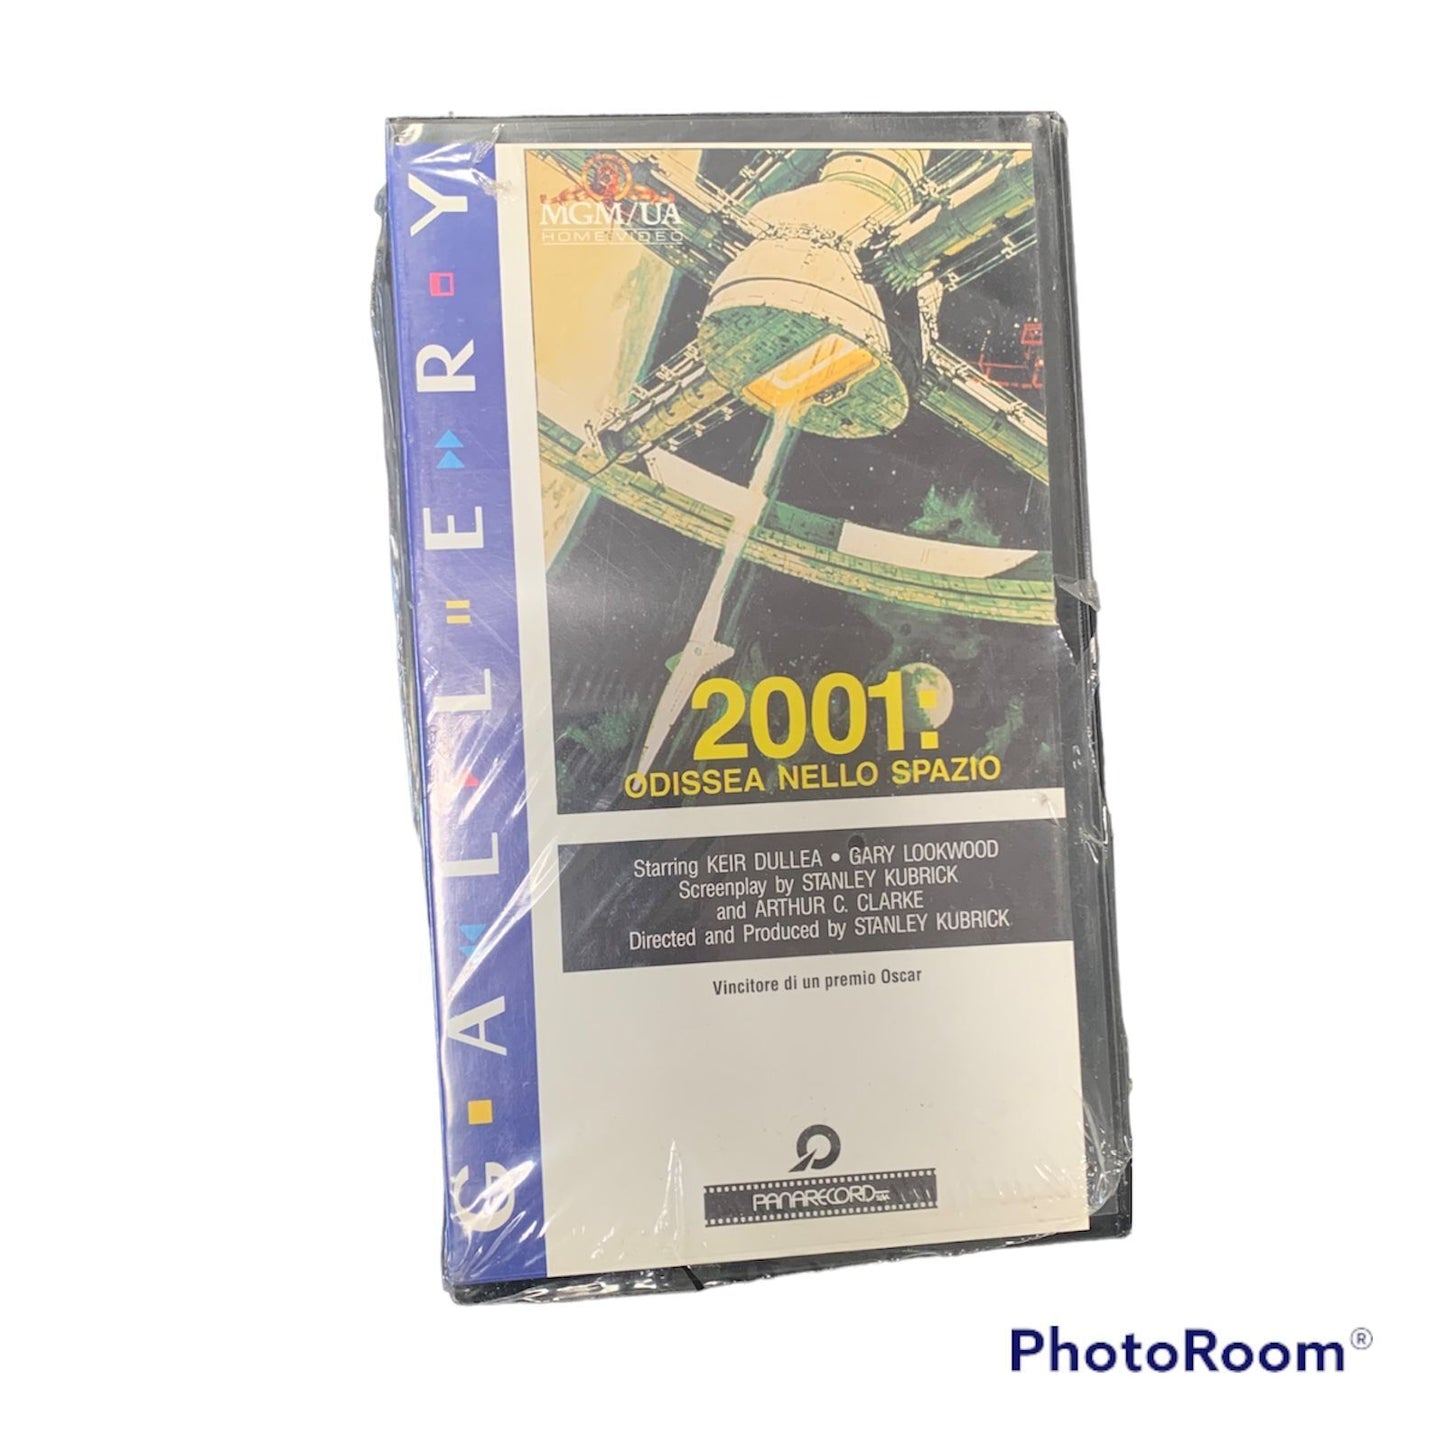 GALLERY
MGM/UA
HOME VIDEO
2001:
ODISSEA NELLO SPAZIO
Starring KEIR DULLEA • GARY LOOKWOOD
Screenplay by STANLEY KUBRICK
and ARTHUR C. CLARKE
Directed and Produced by STANLEY KUBRICK
Vincitore di un premio Oscar
PANARECORD
PhotoRoom®